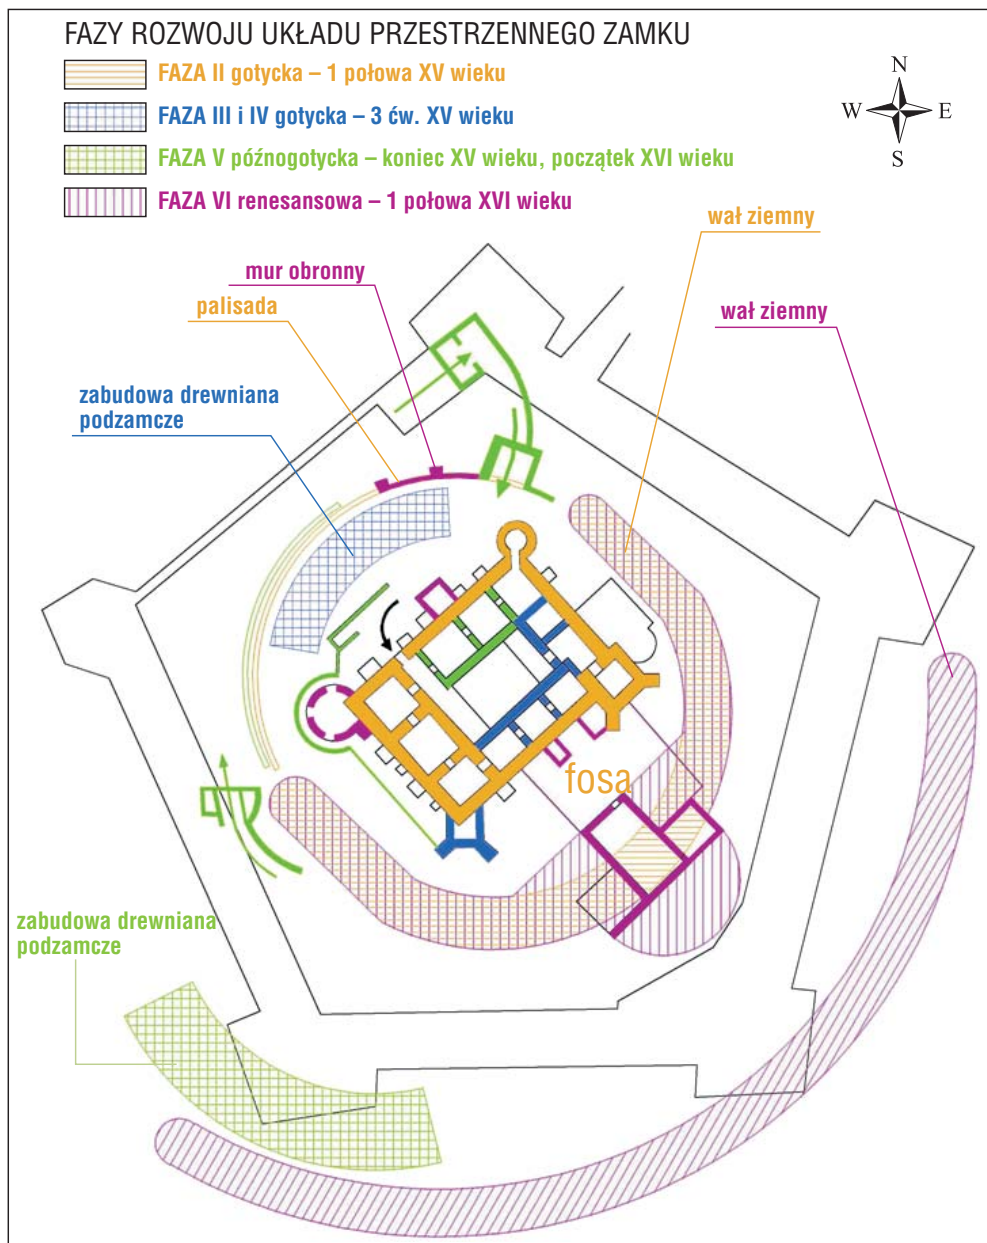 FAZY ROZWOJU UKŁADU PRZESTRZENNEGO ZAMKU
FAZA II gotycka – 1 połowa XV wieku
FAZA III i IV gotycka – 3 ćw. XV wieku
FAZA V późnogotycka – koniec XV wieku, początek XVI wieku
FAZA VI renesansowa – 1 połowa XVI wieku
N
W E
S
wał ziemny
mur obronny
palisada
wał ziemny
zabudowa drewniana
podzamcze
fosa
zabudowa drewniana
podzamcze